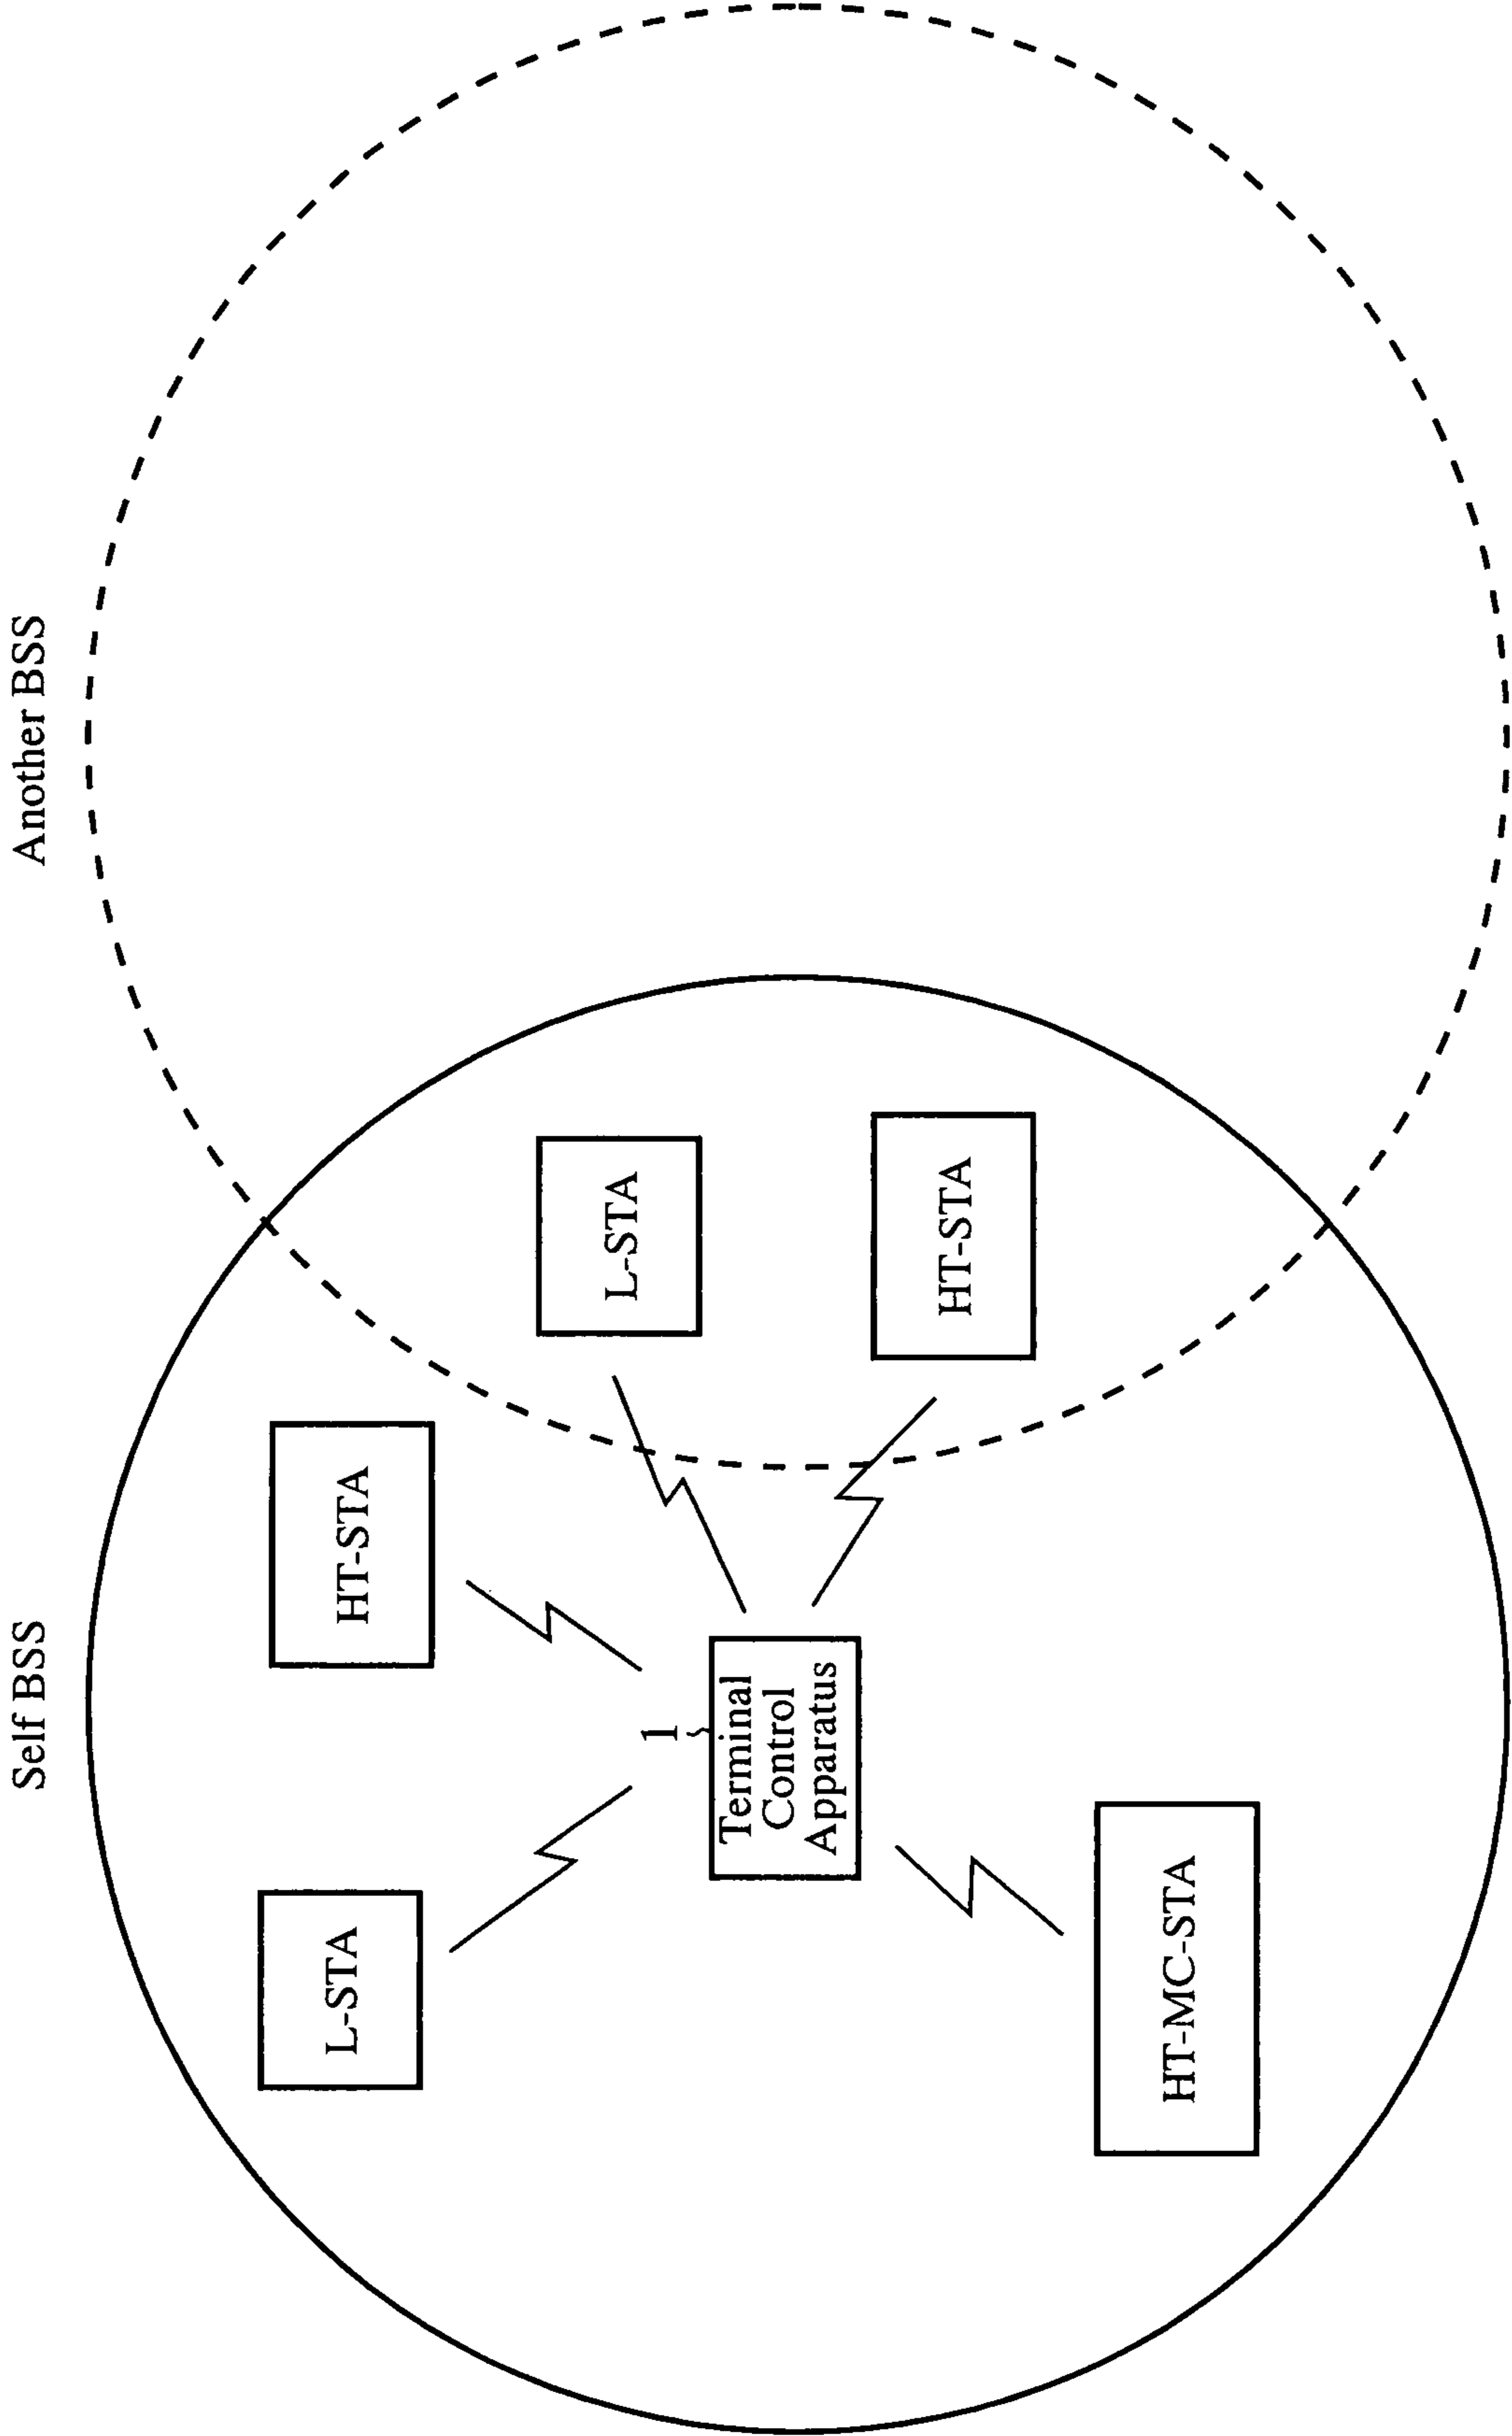 Self BSS
Another BSS
L-STA
HT-STA
L-STA
1
Terminal
Control
Apparatus
HT-STA
HT-MC-STA